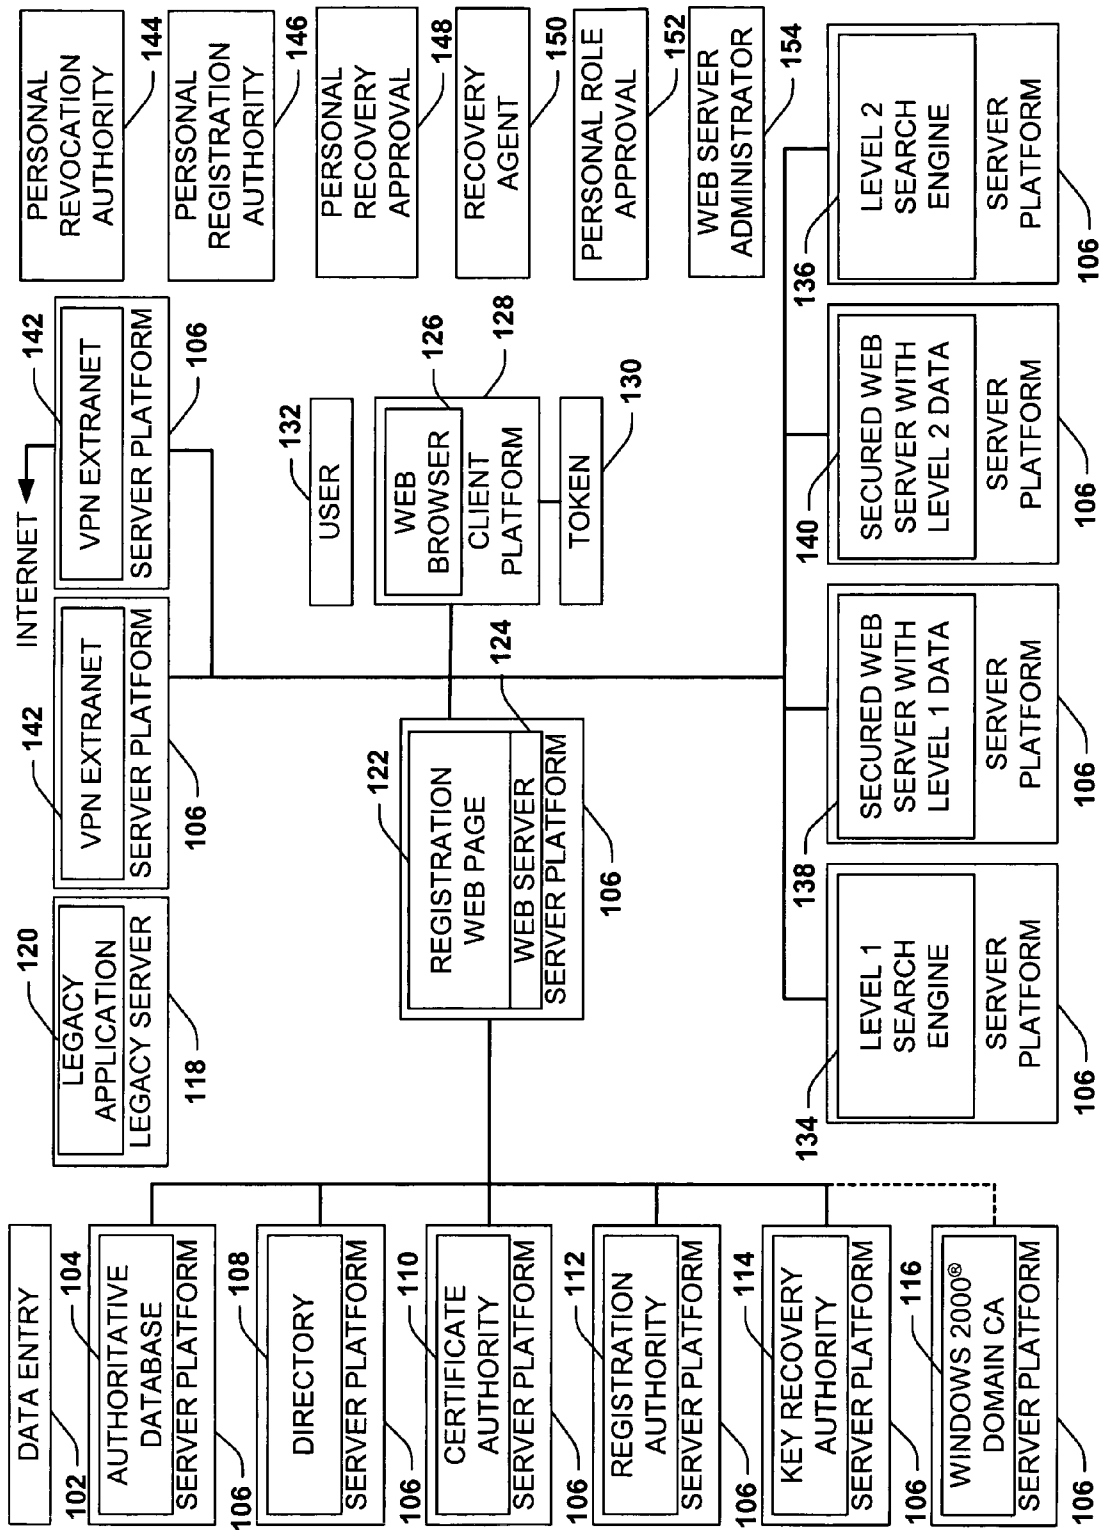 DATA ENTRY
102
AUTHORITATIVE
DATABASE
SERVER PLATFORM
104
106
DIRECTORY
SERVER PLATFORM
108
106
CERTIFICATE
AUTHORITY
SERVER PLATFORM
110
106
REGISTRATION
AUTHORITY
SERVER PLATFORM
112
106
KEY RECOVERY
AUTHORITY
SERVER PLATFORM
114
106
WINDOWS 2000®
DOMAIN CA
SERVER PLATFORM
116
106
120
LEGACY
APPLICATION
LEGACY SERVER
118
142
VPN EXTRANET
SERVER PLATFORM
106
INTERNET
142
VPN EXTRANET
SERVER PLATFORM
106
122
REGISTRATION
WEB PAGE
WEB SERVER
SERVER PLATFORM
124
106
132
USER
WEB
BROWSER
CLIENT
PLATFORM
126
128
TOKEN
130
134
LEVEL 1
SEARCH
ENGINE
SERVER
PLATFORM
106
138
SECURED WEB
SERVER WITH
LEVEL 1 DATA
SERVER
PLATFORM
106
140
SECURED WEB
SERVER WITH
LEVEL 2 DATA
SERVER
PLATFORM
106
136
LEVEL 2
SEARCH
ENGINE
SERVER
PLATFORM
106
PERSONAL
REVOCATION
AUTHORITY
144
PERSONAL
REGISTRATION
AUTHORITY
146
PERSONAL
RECOVERY
APPROVAL
148
RECOVERY
AGENT
150
PERSONAL ROLE
APPROVAL
152
WEB SERVER
ADMINISTRATOR
154